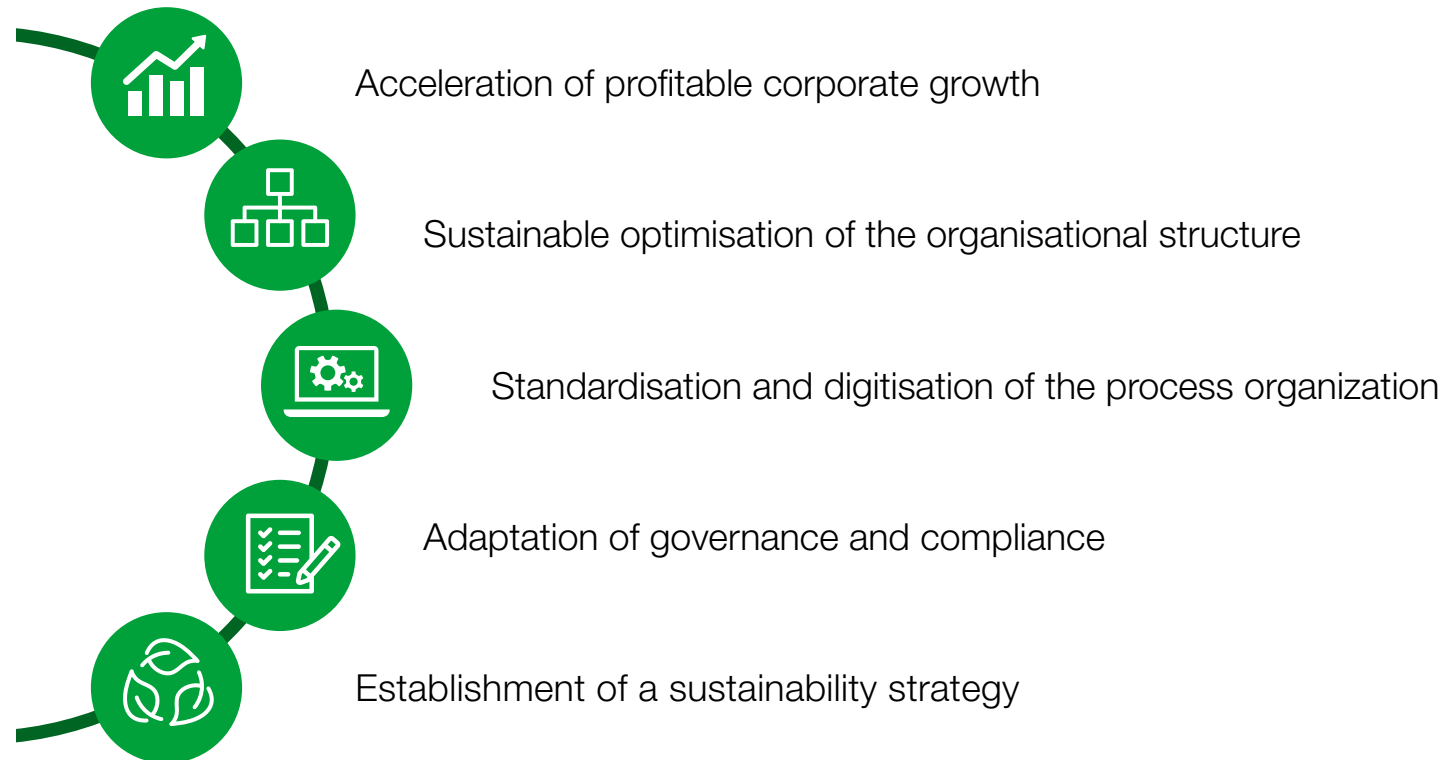 Acceleration of profitable corporate growth
Sustainable optimisation of the organisational structure
Standardisation and digitisation of the process organization
Adaptation of governance and compliance
Establishment of a sustainability strategy